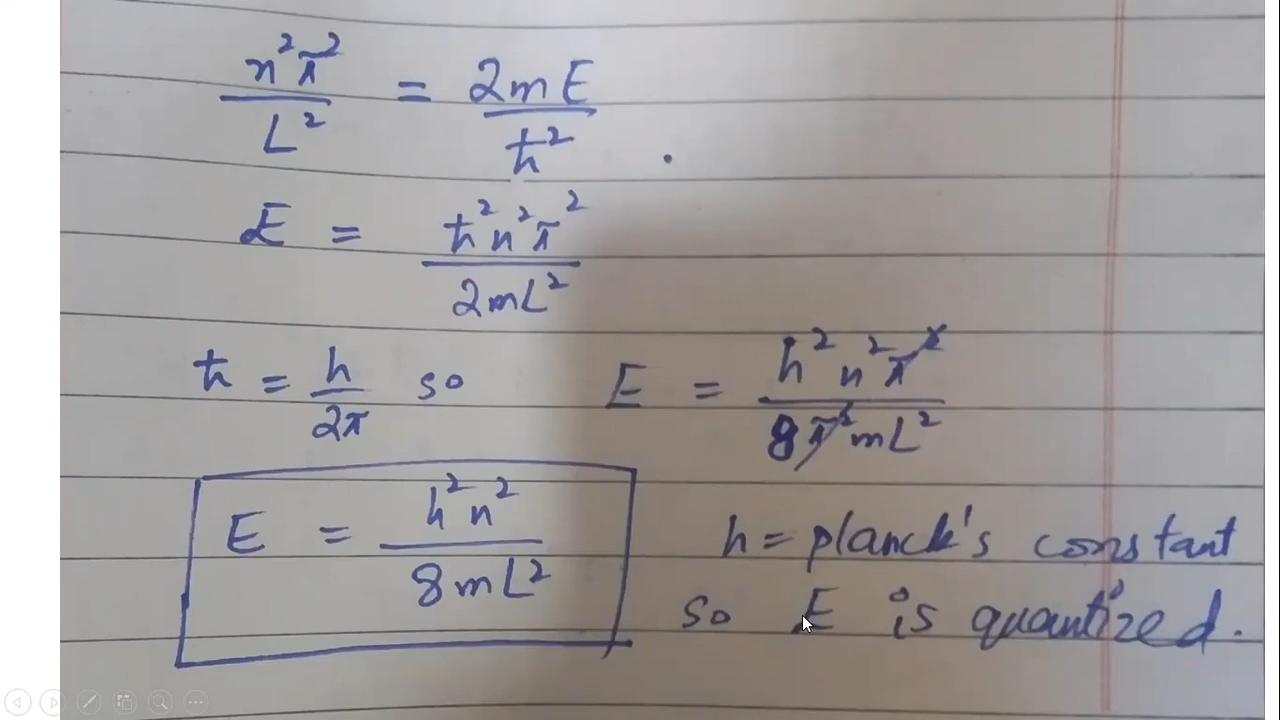 n²π²/L² = 2mE/ħ² .
E = ħ²n²π²/2mL²
ħ = h/2π so E = h²n²π²/8π²mL²
E = h²n²/8mL²
h = planck's constant
so E is quantized.